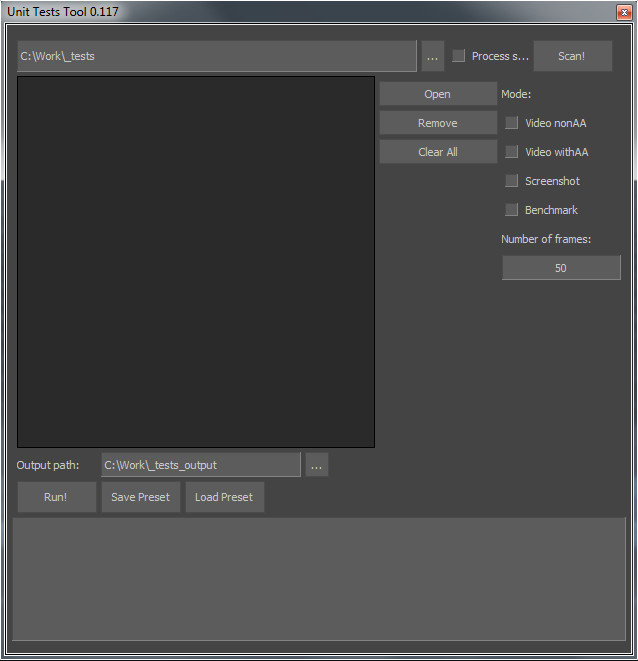 Unit Tests Tool 0.117
C:\Work\_tests ... Process s... Scan!
Open Mode:
Remove Video nonAA
Clear All Video withAA
Screenshot
Benchmark
Number of frames:
50
Output path: C:\Work\_tests_output ...
Run! Save Preset Load Preset